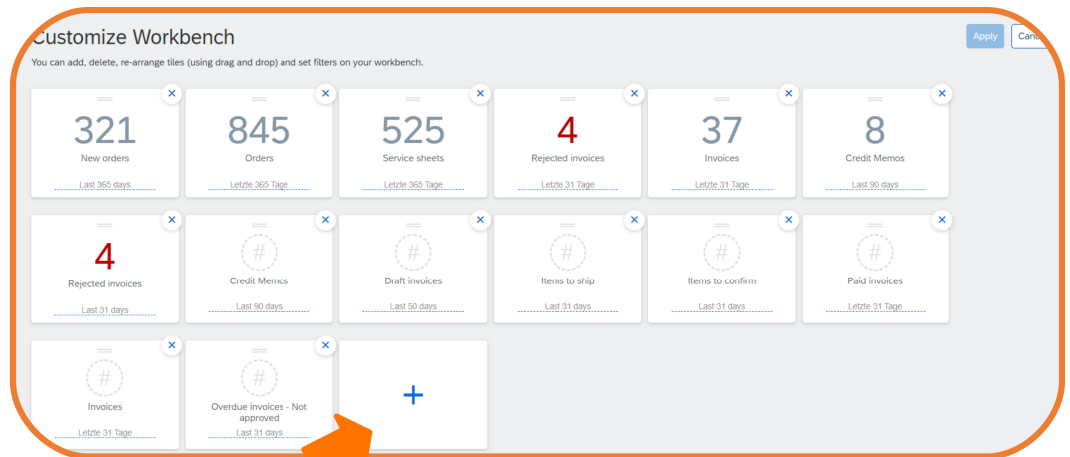 Customize Workbench
Apply
You can add, delete, re-arrange tiles (using drag and drop) and set filters on your workbench.
321
New orders
Last 365 days
845
Orders
Letzte 365 Tage
525
Service sheets
Letzte 365 Tage
4
Rejected invoices
Letzte 31 Tage
37
Invoices
Letzte 31 Tage
8
Credit Memos
Last 90 days
4
Rejected invoices
Last 31 days
#
Credit Memos
Last 90 days
#
Draft invoices
Last 50 days
#
Items to ship
Last 31 days
#
Items to confirm
Last 31 days
#
Paid invoices
Letzte 31 Tage
#
Invoices
Letzte 31 Tage
#
Overdue invoices - Not
approved
Last 31 days
+